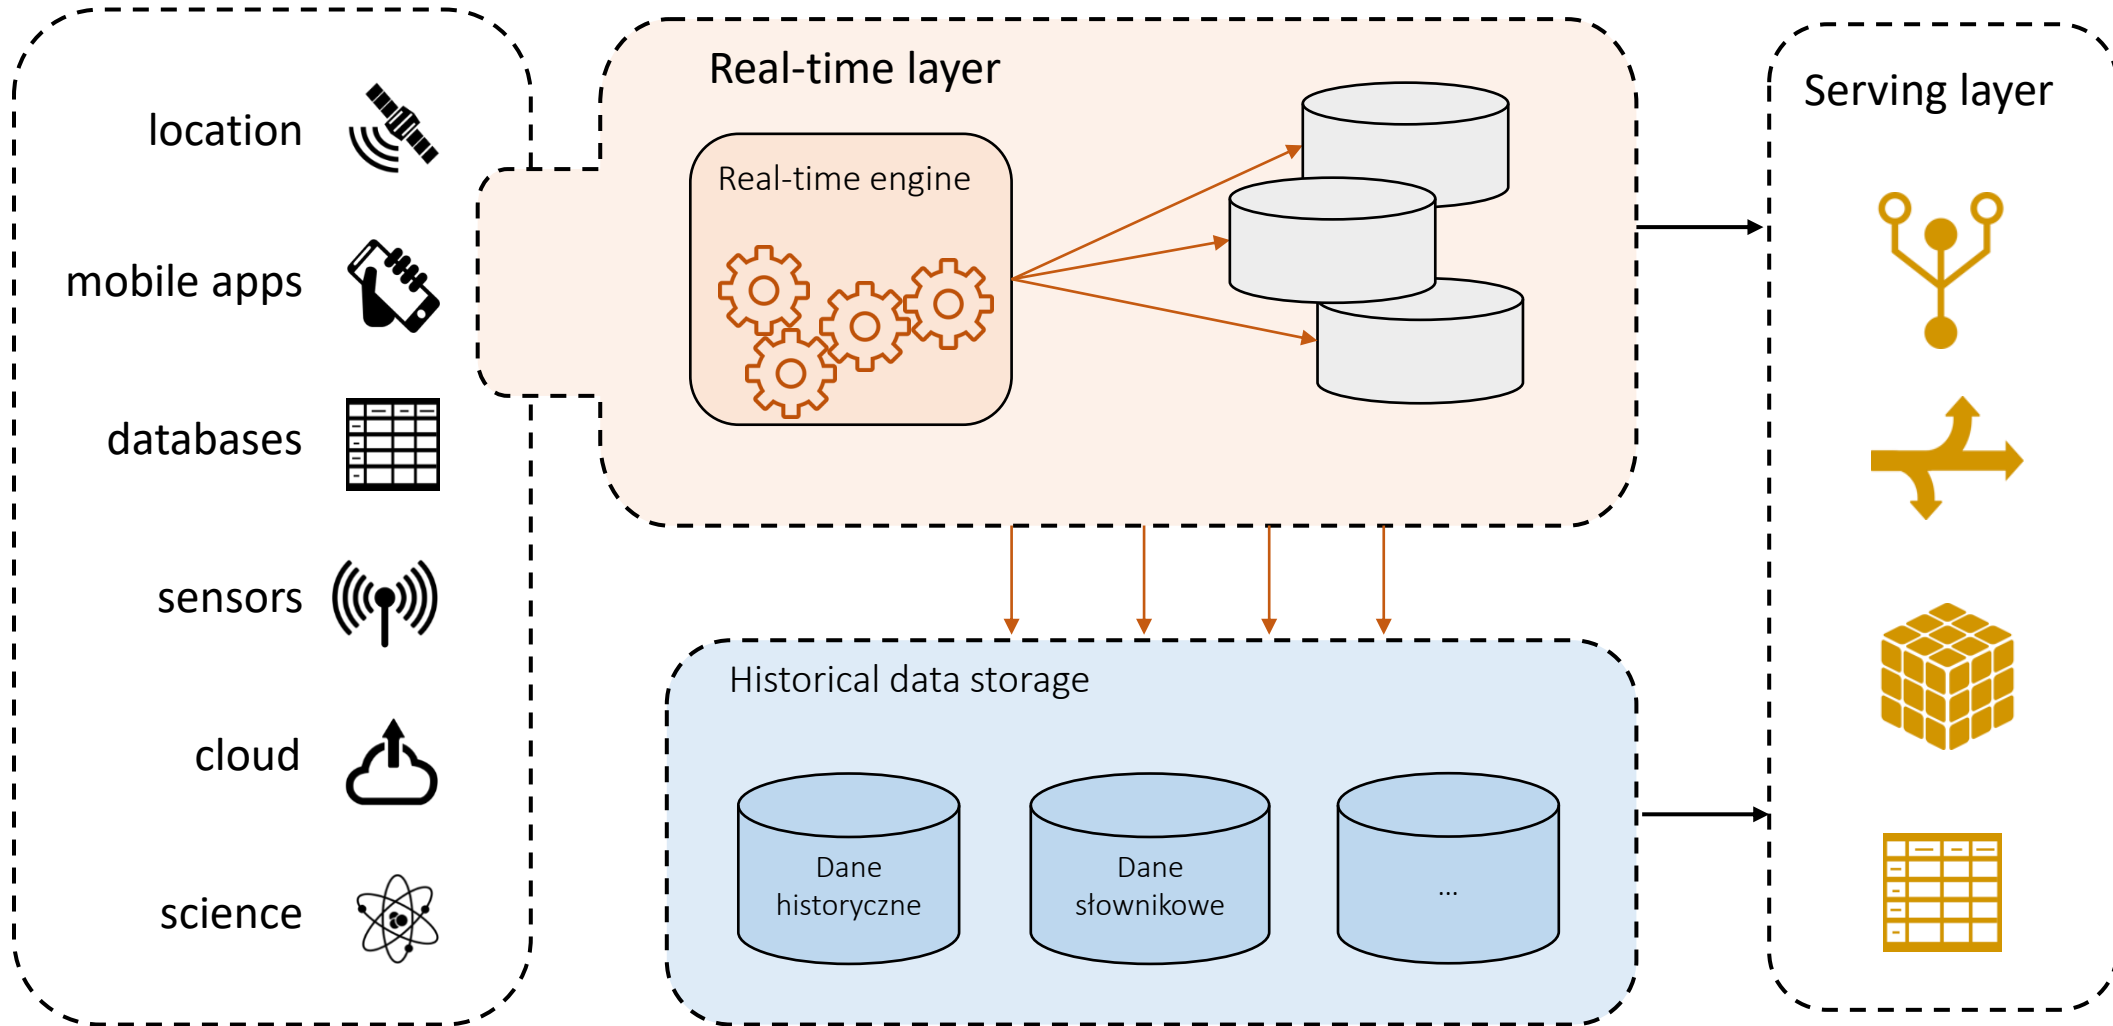 location
mobile apps
databases
sensors
cloud
science
Real-time layer
Real-time engine
Historical data storage
Dane
historyczne
Dane
słownikowe
...
Serving layer